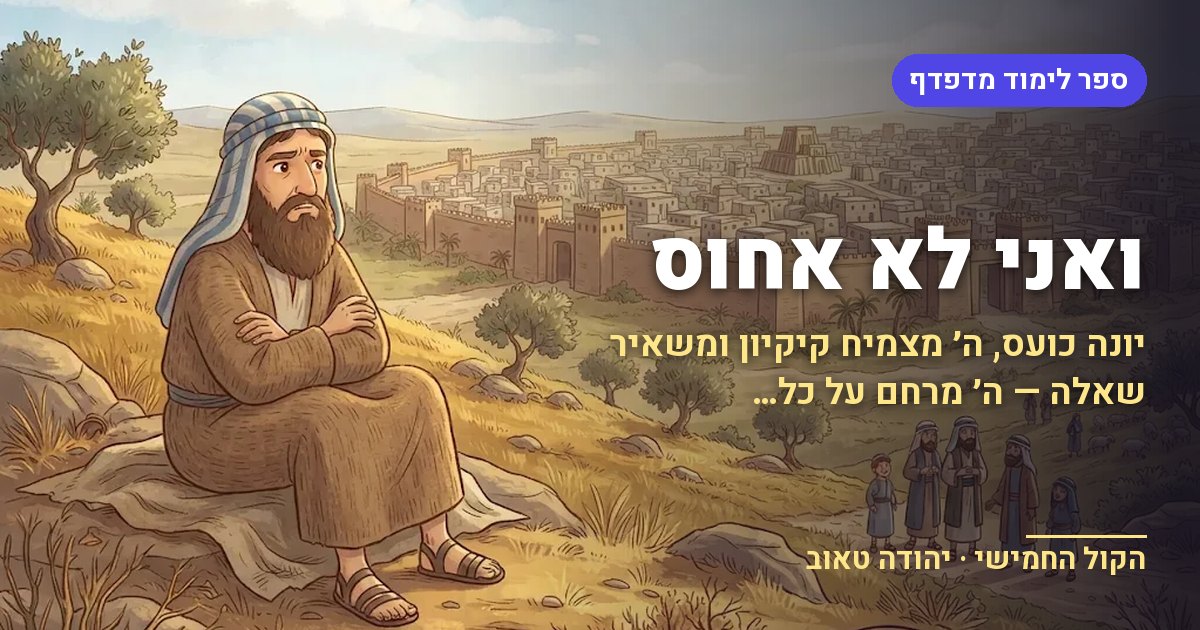 ספר לימוד מדפדף
ואני לא אחוס
יונה כועס, ה׳ מצמיח קיקיון ומשאיר
שאלה — ה׳ מרחם על כל...
הקול החמישי · יהודה טאוב